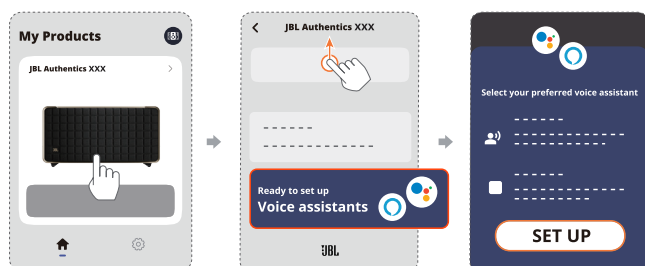 My Products
JBL Authentics XXX
JBL Authentics XXX
Ready to set up
Voice assistants
JBL
Select your preferred voice assistant
SET UP